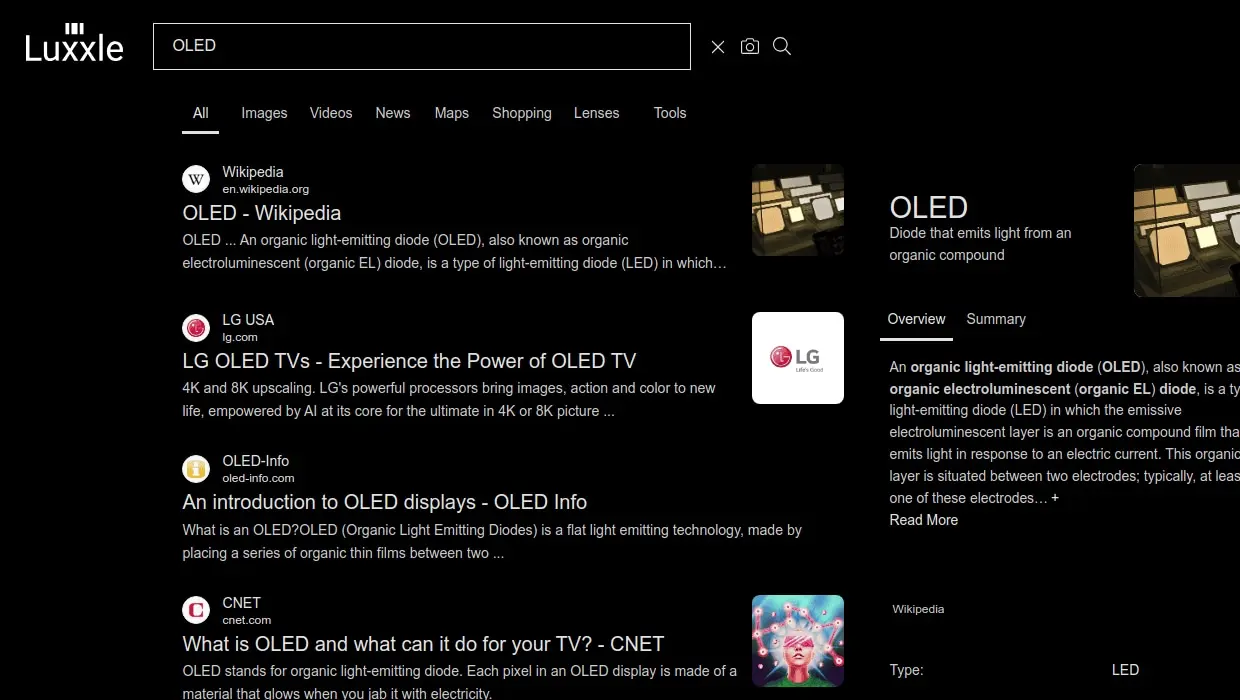 Luxxle
OLED
All Images Videos News Maps Shopping Lenses Tools
W
Wikipedia
en.wikipedia.org
OLED - Wikipedia
OLED ... An organic light-emitting diode (OLED), also known as organic
electroluminescent (organic EL) diode, is a type of light-emitting diode (LED) in which…
LG USA
lg.com
LG OLED TVs - Experience the Power of OLED TV
4K and 8K upscaling. LG's powerful processors bring images, action and color to new
life, empowered by AI at its core for the ultimate in 4K or 8K picture ...
LG
Life's Good
OLED-Info
oled-info.com
An introduction to OLED displays - OLED Info
What is an OLED?OLED (Organic Light Emitting Diodes) is a flat light emitting technology, made by
placing a series of organic thin films between two ...
C
CNET
cnet.com
What is OLED and what can it do for your TV? - CNET
OLED stands for organic light-emitting diode. Each pixel in an OLED display is made of a
material that glows when you jab it with electricity.
OLED
Diode that emits light from an
organic compound
Overview Summary
An organic light-emitting diode (OLED), also known as
organic electroluminescent (organic EL) diode, is a ty
light-emitting diode (LED) in which the emissive
electroluminescent layer is an organic compound film tha
emits light in response to an electric current. This organic
layer is situated between two electrodes; typically, at leas
one of these electrodes… +
Read More
Wikipedia
Type: LED